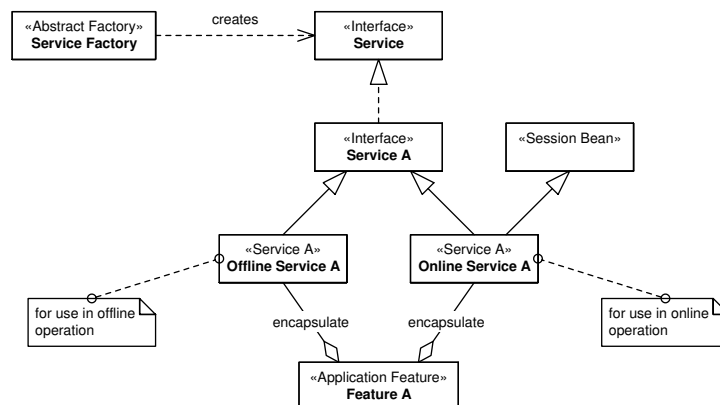 «Abstract Factory»
Service Factory
creates
«Interface»
Service
«Interface»
Service A
«Session Bean»
«Service A»
Offline Service A
«Service A»
Online Service A
for use in offline
operation
encapsulate
encapsulate
for use in online
operation
«Application Feature»
Feature A